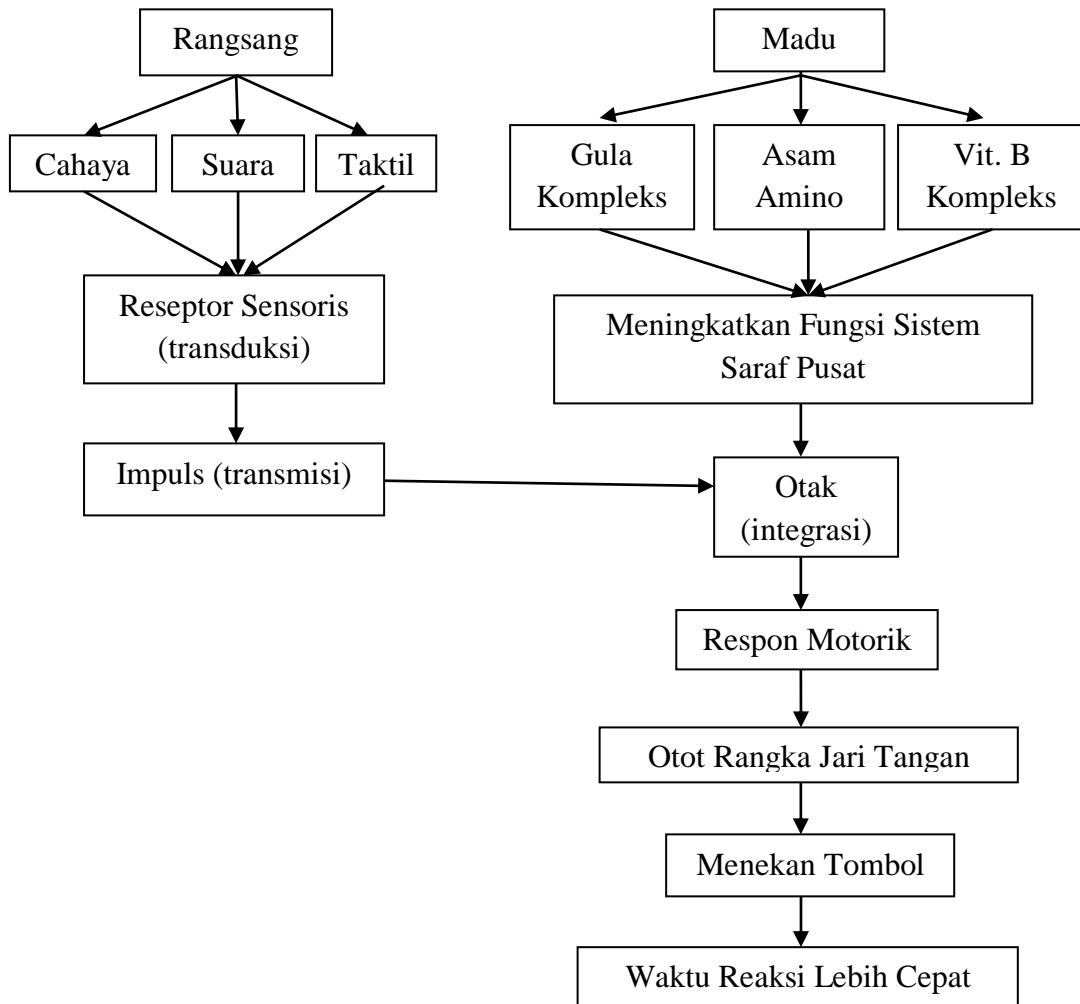 Rangsang
Madu
Cahaya
Suara
Taktil
Gula
Kompleks
Asam
Amino
Vit. B
Kompleks
Reseptor Sensoris
(transduksi)
Meningkatkan Fungsi Sistem
Saraf Pusat
Impuls (transmisi)
Otak
(integrasi)
Respon Motorik
Otot Rangka Jari Tangan
Menekan Tombol
Waktu Reaksi Lebih Cepat